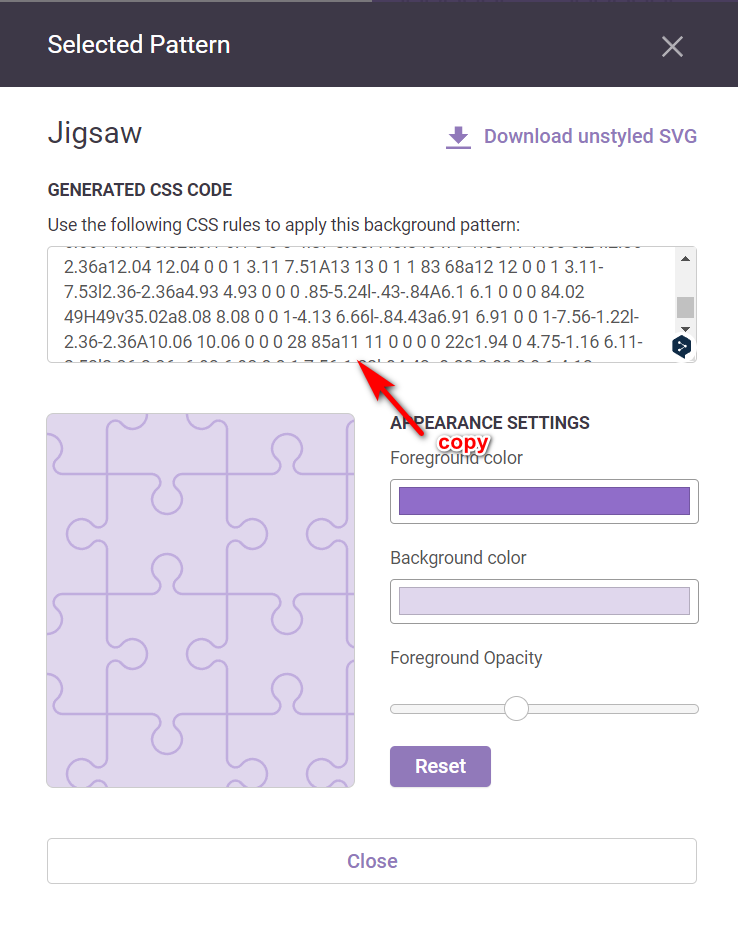 Selected Pattern
Jigsaw
Download unstyled SVG
GENERATED CSS CODE
Use the following CSS rules to apply this background pattern:
2.36a12.04 12.04 0 0 1 3.11 7.51A13 13 0 1 1 83 68a12 12 0 0 1 3.11-
7.53l2.36-2.36a4.93 4.93 0 0 0 .85-5.24l-.43-.84A6.1 6.1 0 0 0 84.02
49H49v35.02a8.08 8.08 0 0 1-4.13 6.66l-.84.43a6.91 6.91 0 0 1-7.56-1.22l-
2.36-2.36A10.06 10.06 0 0 0 28 85a11 11 0 0 0 0 22c1.94 0 4.75-1.16 6.11-
copy
APPEARANCE SETTINGS
Foreground color
Background color
Foreground Opacity
Reset
Close